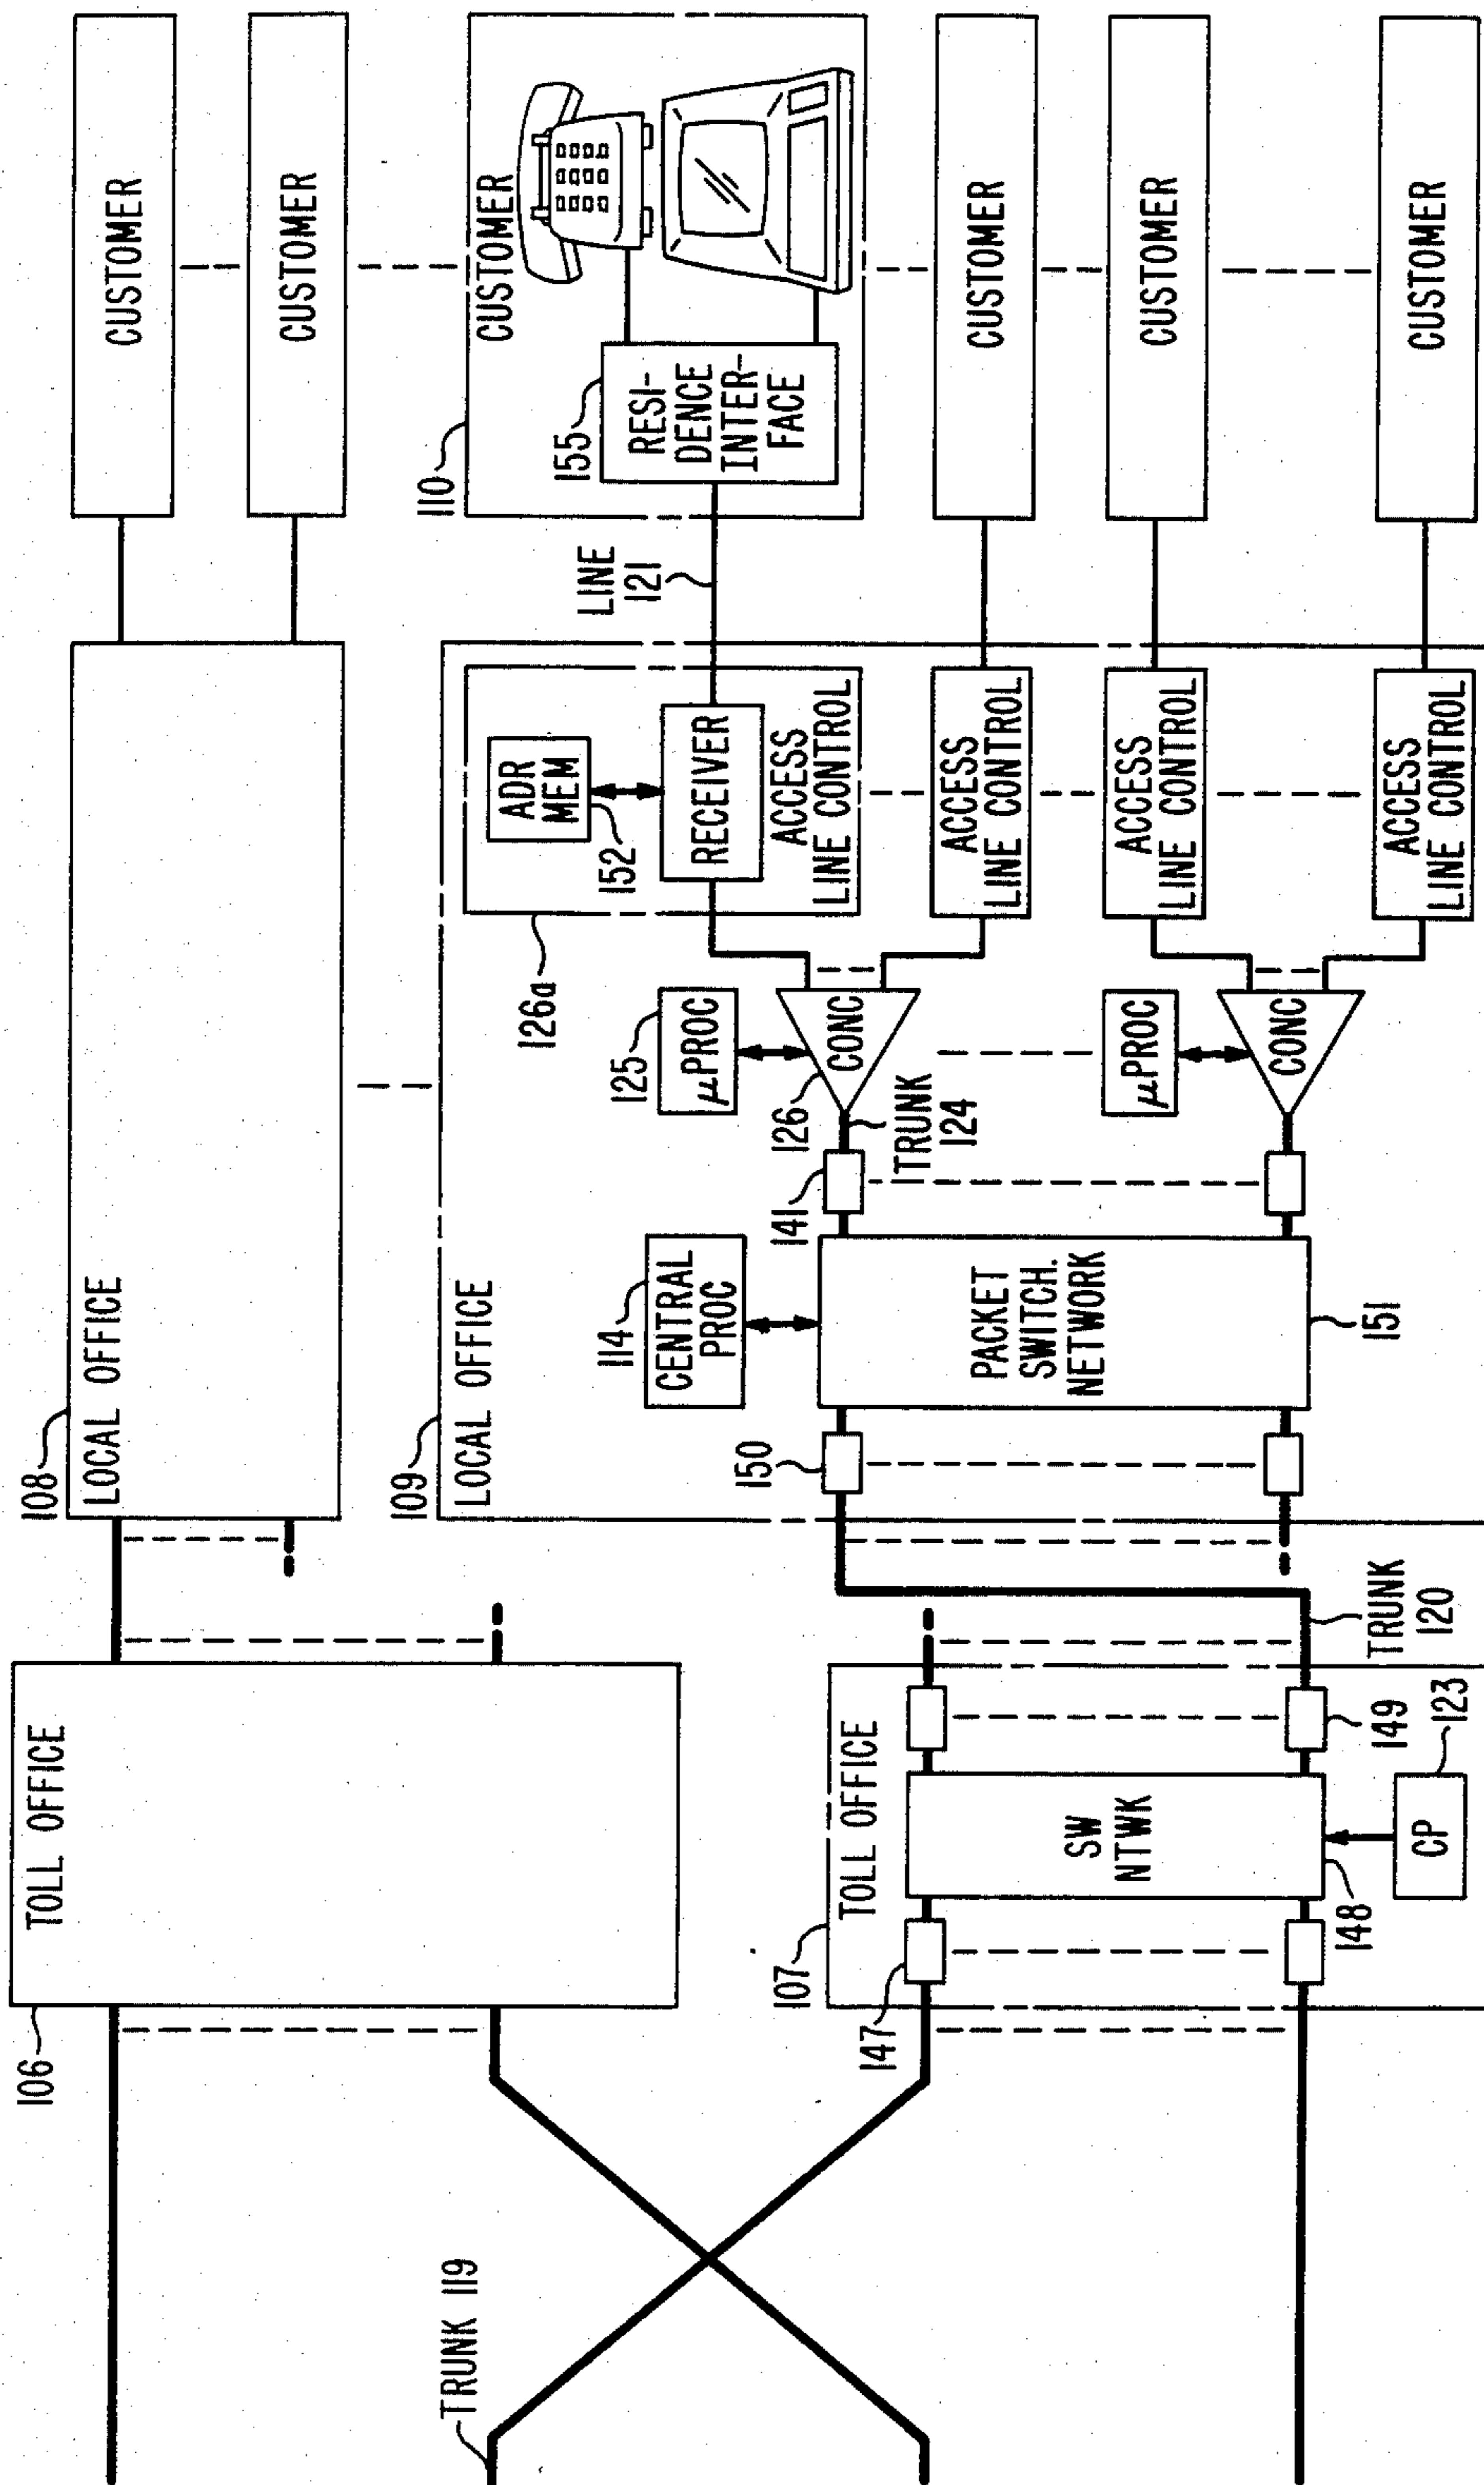 106
TOLL OFFICE
108
LOCAL OFFICE
CUSTOMER
CUSTOMER
TRUNK 119
109
LOCAL OFFICE
114
CENTRAL
PROC
150
PACKET
SWITCH.
NETWORK
151
141
TRUNK
124
126
125
μPROC
CONC
μPROC
CONC
126a
ADR
MEM
152
RECEIVER
ACCESS
LINE CONTROL
ACCESS
LINE CONTROL
ACCESS
LINE CONTROL
ACCESS
LINE CONTROL
LINE
121
110
CUSTOMER
155
RESI-
DENCE
INTER-
FACE
CUSTOMER
CUSTOMER
CUSTOMER
107
TOLL OFFICE
147
SW
NTWK
148
149
CP
123
TRUNK
120